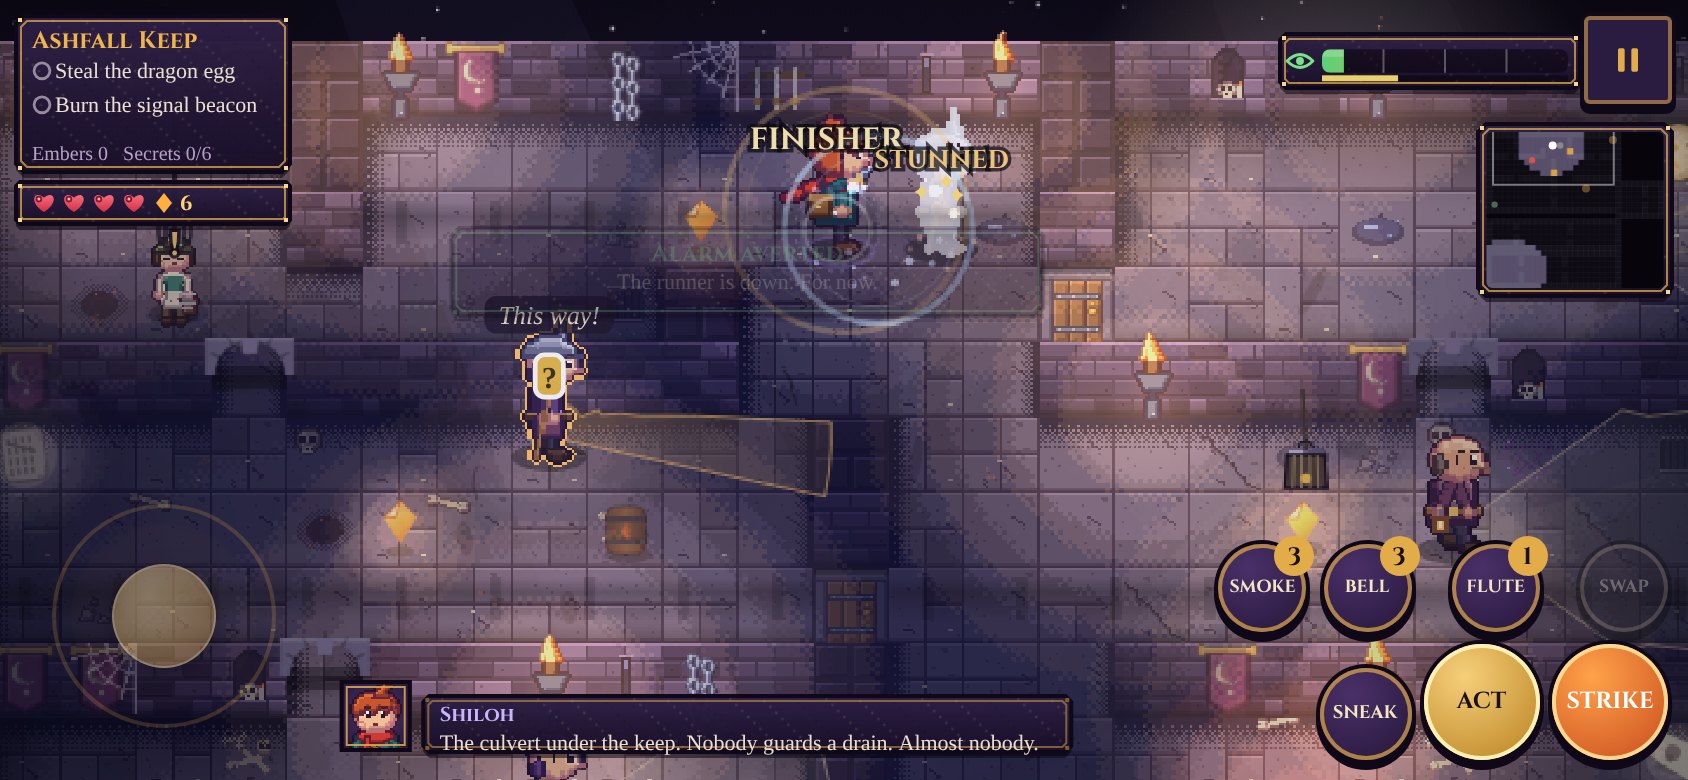 ASHFALL KEEP
Steal the dragon egg
Burn the signal beacon
Embers 0 Secrets 0/6
6
FINISHER
STUNNED
ALARM AVERTED
The runner is down. For now.
This way!
?
3
3
1
SMOKE
BELL
FLUTE
SWAP
SNEAK
ACT
STRIKE
SHILOH
The culvert under the keep. Nobody guards a drain. Almost nobody.